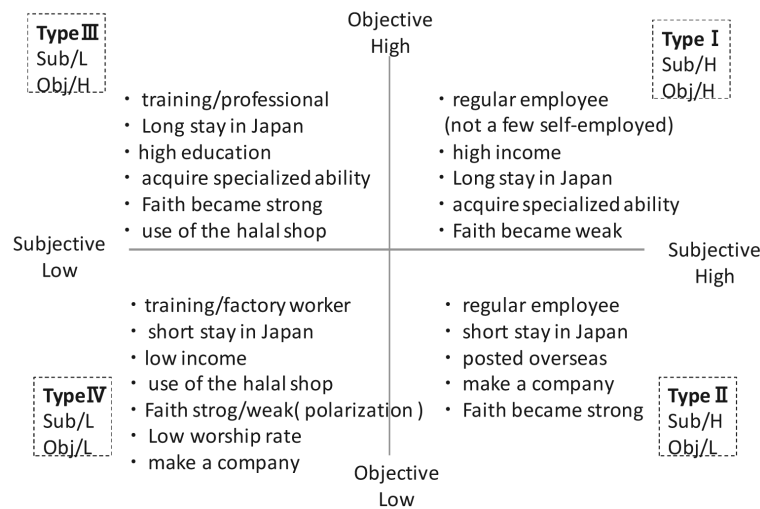 Objective
High
Type Ⅲ
Sub/L
Obj/H
Type Ⅰ
Sub/H
Obj/H
・ training/professional
・ Long stay in Japan
・ high education
・ acquire specialized ability
・ Faith became strong
・ use of the halal shop
・ regular employee
(not a few self-employed)
・ high income
・ Long stay in Japan
・ acquire specialized ability
・ Faith became weak
Subjective
Low
Subjective
High
・ training/factory worker
・ short stay in Japan
・ low income
・ use of the halal shop
・ Faith strog/weak( polarization )
・ Low worship rate
・ make a company
・ regular employee
・ short stay in Japan
・ posted overseas
・ make a company
・ Faith became strong
Type Ⅳ
Sub/L
Obj/L
Type Ⅱ
Sub/H
Obj/L
Objective
Low